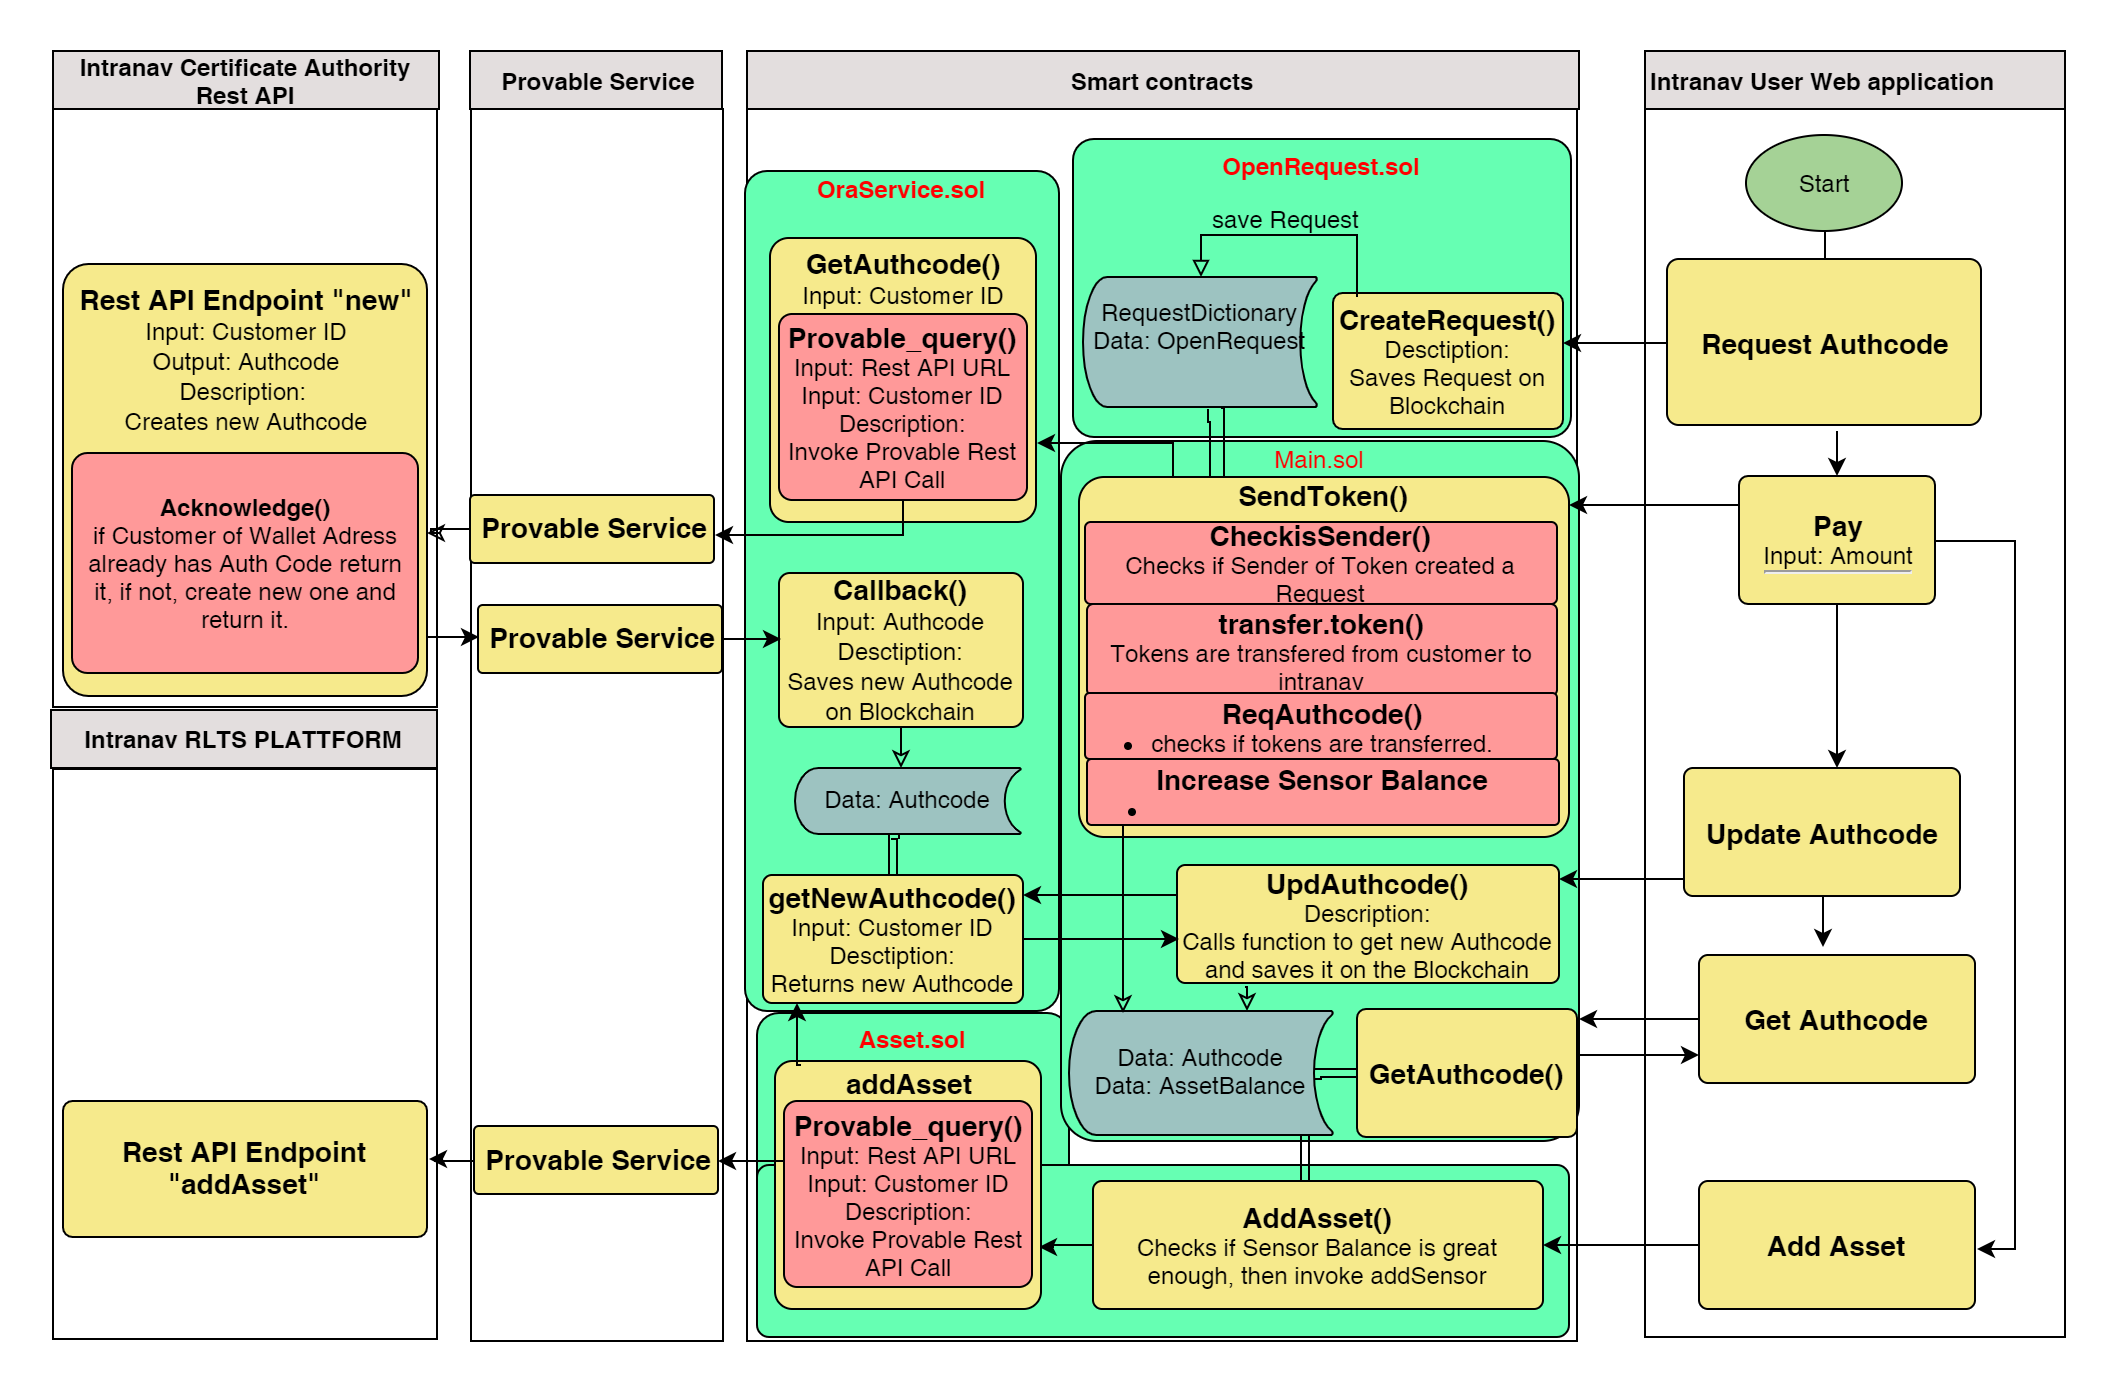 Intranav Certificate Authority
Rest API
Provable Service
Smart contracts
Intranav User Web application
Rest API Endpoint "new"
Input: Customer ID
Output: Authcode
Description:
Creates new Authcode
Acknowledge()
if Customer of Wallet Adress
already has Auth Code return
it, if not, create new one and
return it.
Intranav RLTS PLATTFORM
Rest API Endpoint
"addAsset"
Provable Service
Provable Service
Provable Service
OraService.sol
GetAuthcode()
Input: Customer ID
Provable_query()
Input: Rest API URL
Input: Customer ID
Description:
Invoke Provable Rest
API Call
Callback()
Input: Authcode
Desctiption:
Saves new Authcode
on Blockchain
Data: Authcode
getNewAuthcode()
Input: Customer ID
Desctiption:
Returns new Authcode
Asset.sol
addAsset
Provable_query()
Input: Rest API URL
Input: Customer ID
Description:
Invoke Provable Rest
API Call
OpenRequest.sol
save Request
RequestDictionary
Data: OpenRequest
CreateRequest()
Desctiption:
Saves Request on
Blockchain
Main.sol
SendToken()
CheckisSender()
Checks if Sender of Token created a
Request
transfer.token()
Tokens are transfered from customer to
intranav
ReqAuthcode()
• checks if tokens are transferred.
Increase Sensor Balance
•
UpdAuthcode()
Description:
Calls function to get new Authcode
and saves it on the Blockchain
Data: Authcode
Data: AssetBalance
GetAuthcode()
AddAsset()
Checks if Sensor Balance is great
enough, then invoke addSensor
Start
Request Authcode
Pay
Input: Amount
Update Authcode
Get Authcode
Add Asset